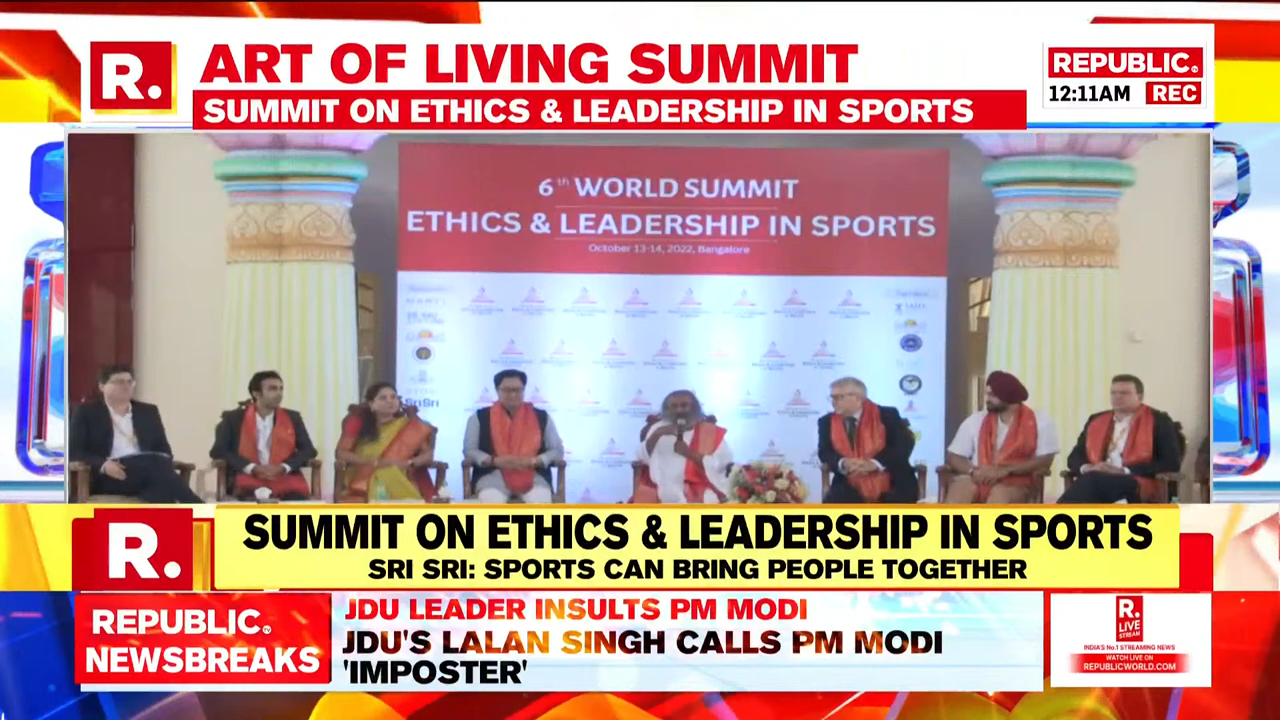 R.
ART OF LIVING SUMMIT
SUMMIT ON ETHICS & LEADERSHIP IN SPORTS
REPUBLIC.
12:11AM REC
6th WORLD SUMMIT
ETHICS & LEADERSHIP IN SPORTS
October 13-14, 2022, Bangalore
SriSri
R.
SUMMIT ON ETHICS & LEADERSHIP IN SPORTS
SRI SRI: SPORTS CAN BRING PEOPLE TOGETHER
REPUBLIC TV
NEWSBREAKS
JDU LEADER INSULTS PM MODI
JDU'S LALAN SINGH CALLS PM MODI
'IMPOSTER'
R.
LIVE
STREAM
INDIA'S No.1 STREAMING NEWS
WATCH LIVE ON
REPUBLICWORLD.COM